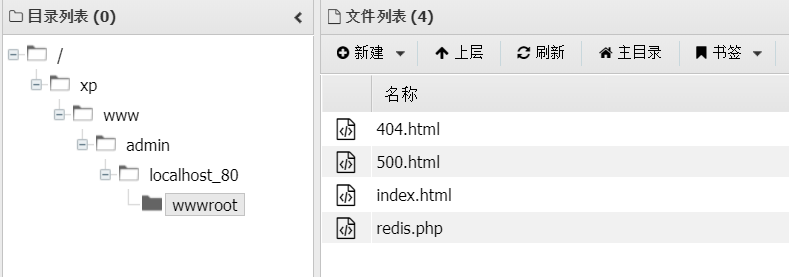 目录列表 (0)
/
xp
www
admin
localhost_80
wwwroot
文件列表 (4)
新建 上层 刷新 主目录 书签
名称
404.html
500.html
index.html
redis.php